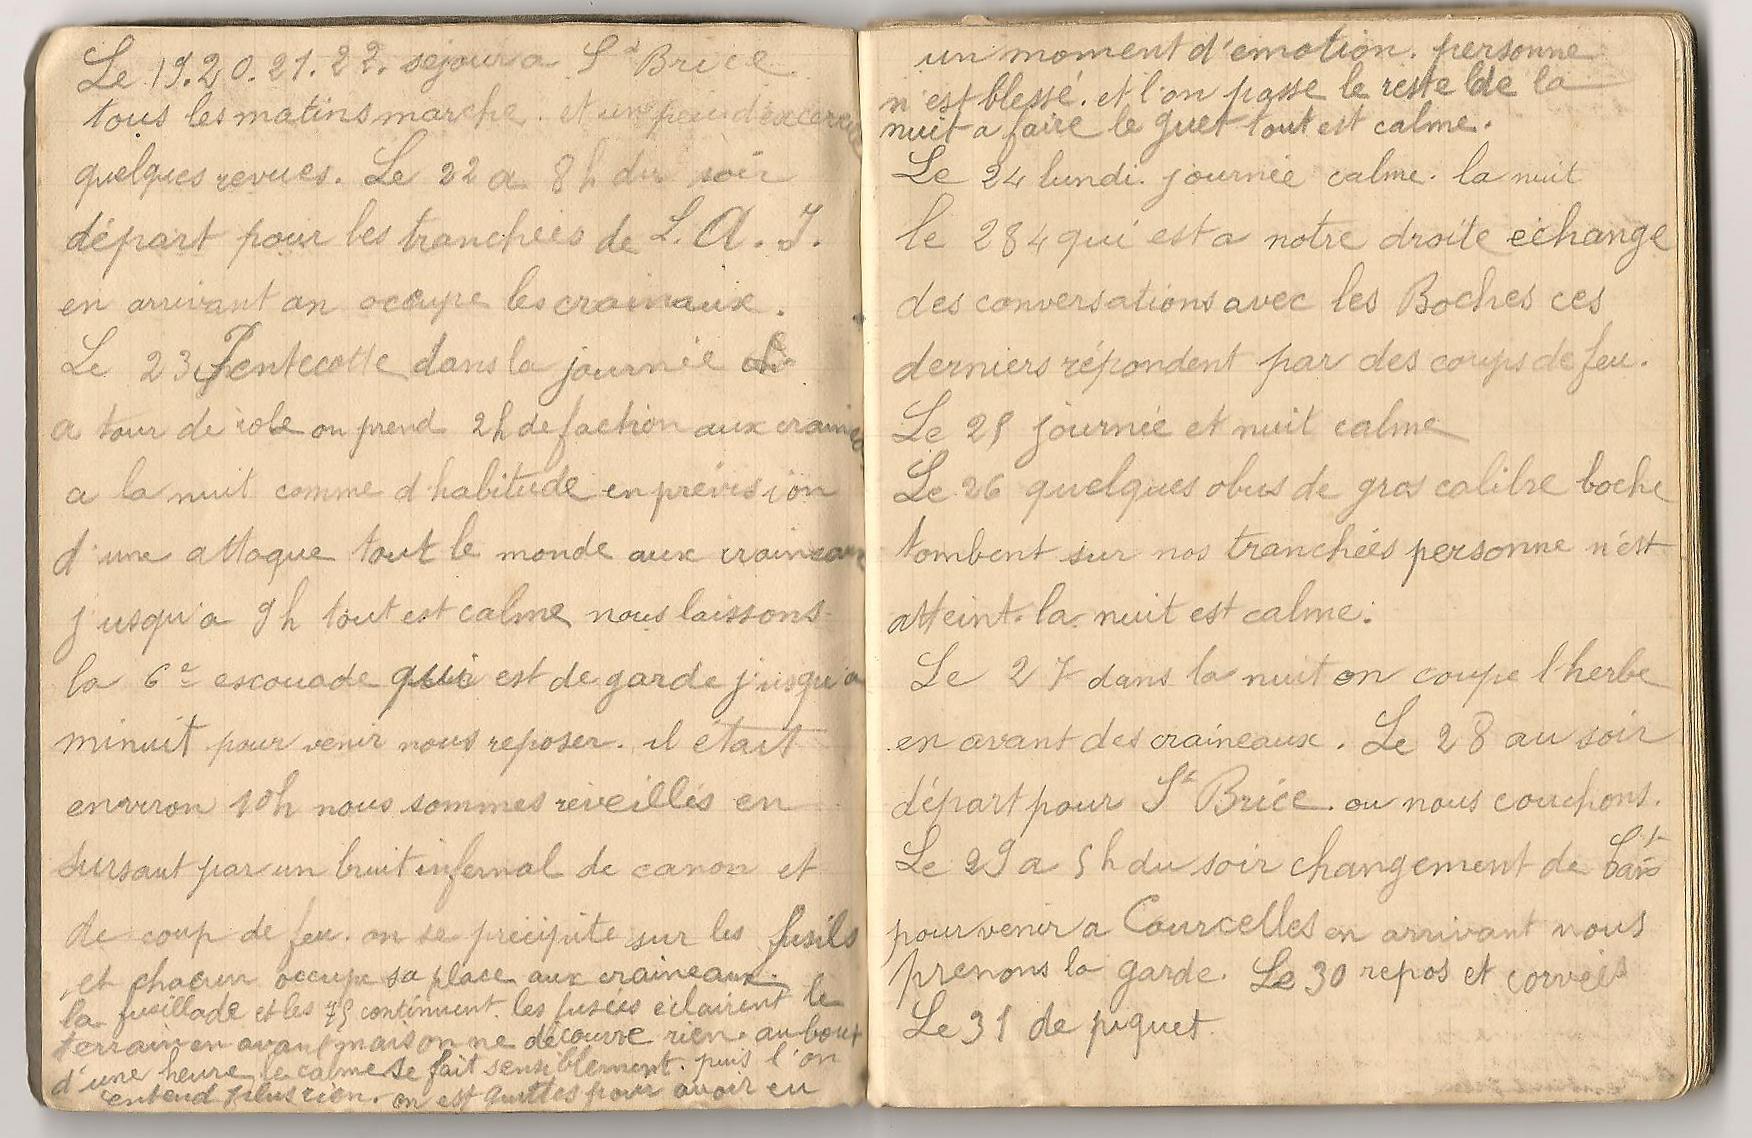 Le 19.20.21.22. sejour a St Brice
tous les matins marche. et un peu d'exercice
quelques revues. Le 22 a 8h du soir
départ pour les tranchées de L.A.J.
en arrivant on occupe les crainaux.
Le 23 Pentecotte dans la journée
a tour de role on prend 2h de faction aux craineaux
a la nuit comme d habitude en prévision
d'une attaque tout le monde aux craineaux
jusqu'a 9h tout est calme nous laissons
la 6e escouade qui est de garde jusqu'a
minuit pour venir nous reposer. il était
environ 10h nous sommes réveillés en
sursaut par un bruit infernal de canon et
de coup de feu. on se précipite sur les fusils
et chacun occupe sa place aux craineaux.
la fusillade et les 75 continuent. les fusées éclairent le
terrain en avant mais on ne découvre rien. au bout
d'une heure le calme se fait sensiblement. puis l'on
entend plus rien. on est quittes pour avoir eu
un moment d'emotion. personne
n'est blessé. et l'on passe le reste de la
nuit a faire le guet tout est calme.
Le 24 lundi. journée calme. la nuit
le 284 qui est a notre droite echange
des conversations avec les Boches ces
derniers répondent par des coups de feu.
Le 25 journée et nuit calme
Le 26 quelques obus de gros calibre boche
tombent sur nos tranchées personne n'est
atteint. la nuit est calme.
Le 27 dans la nuit on coupe l'herbe
en avant des craineaux. Le 28 au soir
départ pour St Brice. ou nous couchons.
Le 29 a 5h du soir changement de
pour venir a Courcelles en arrivant nous
prenons la garde. Le 30 repos et corvées
Le 31 de piquet.